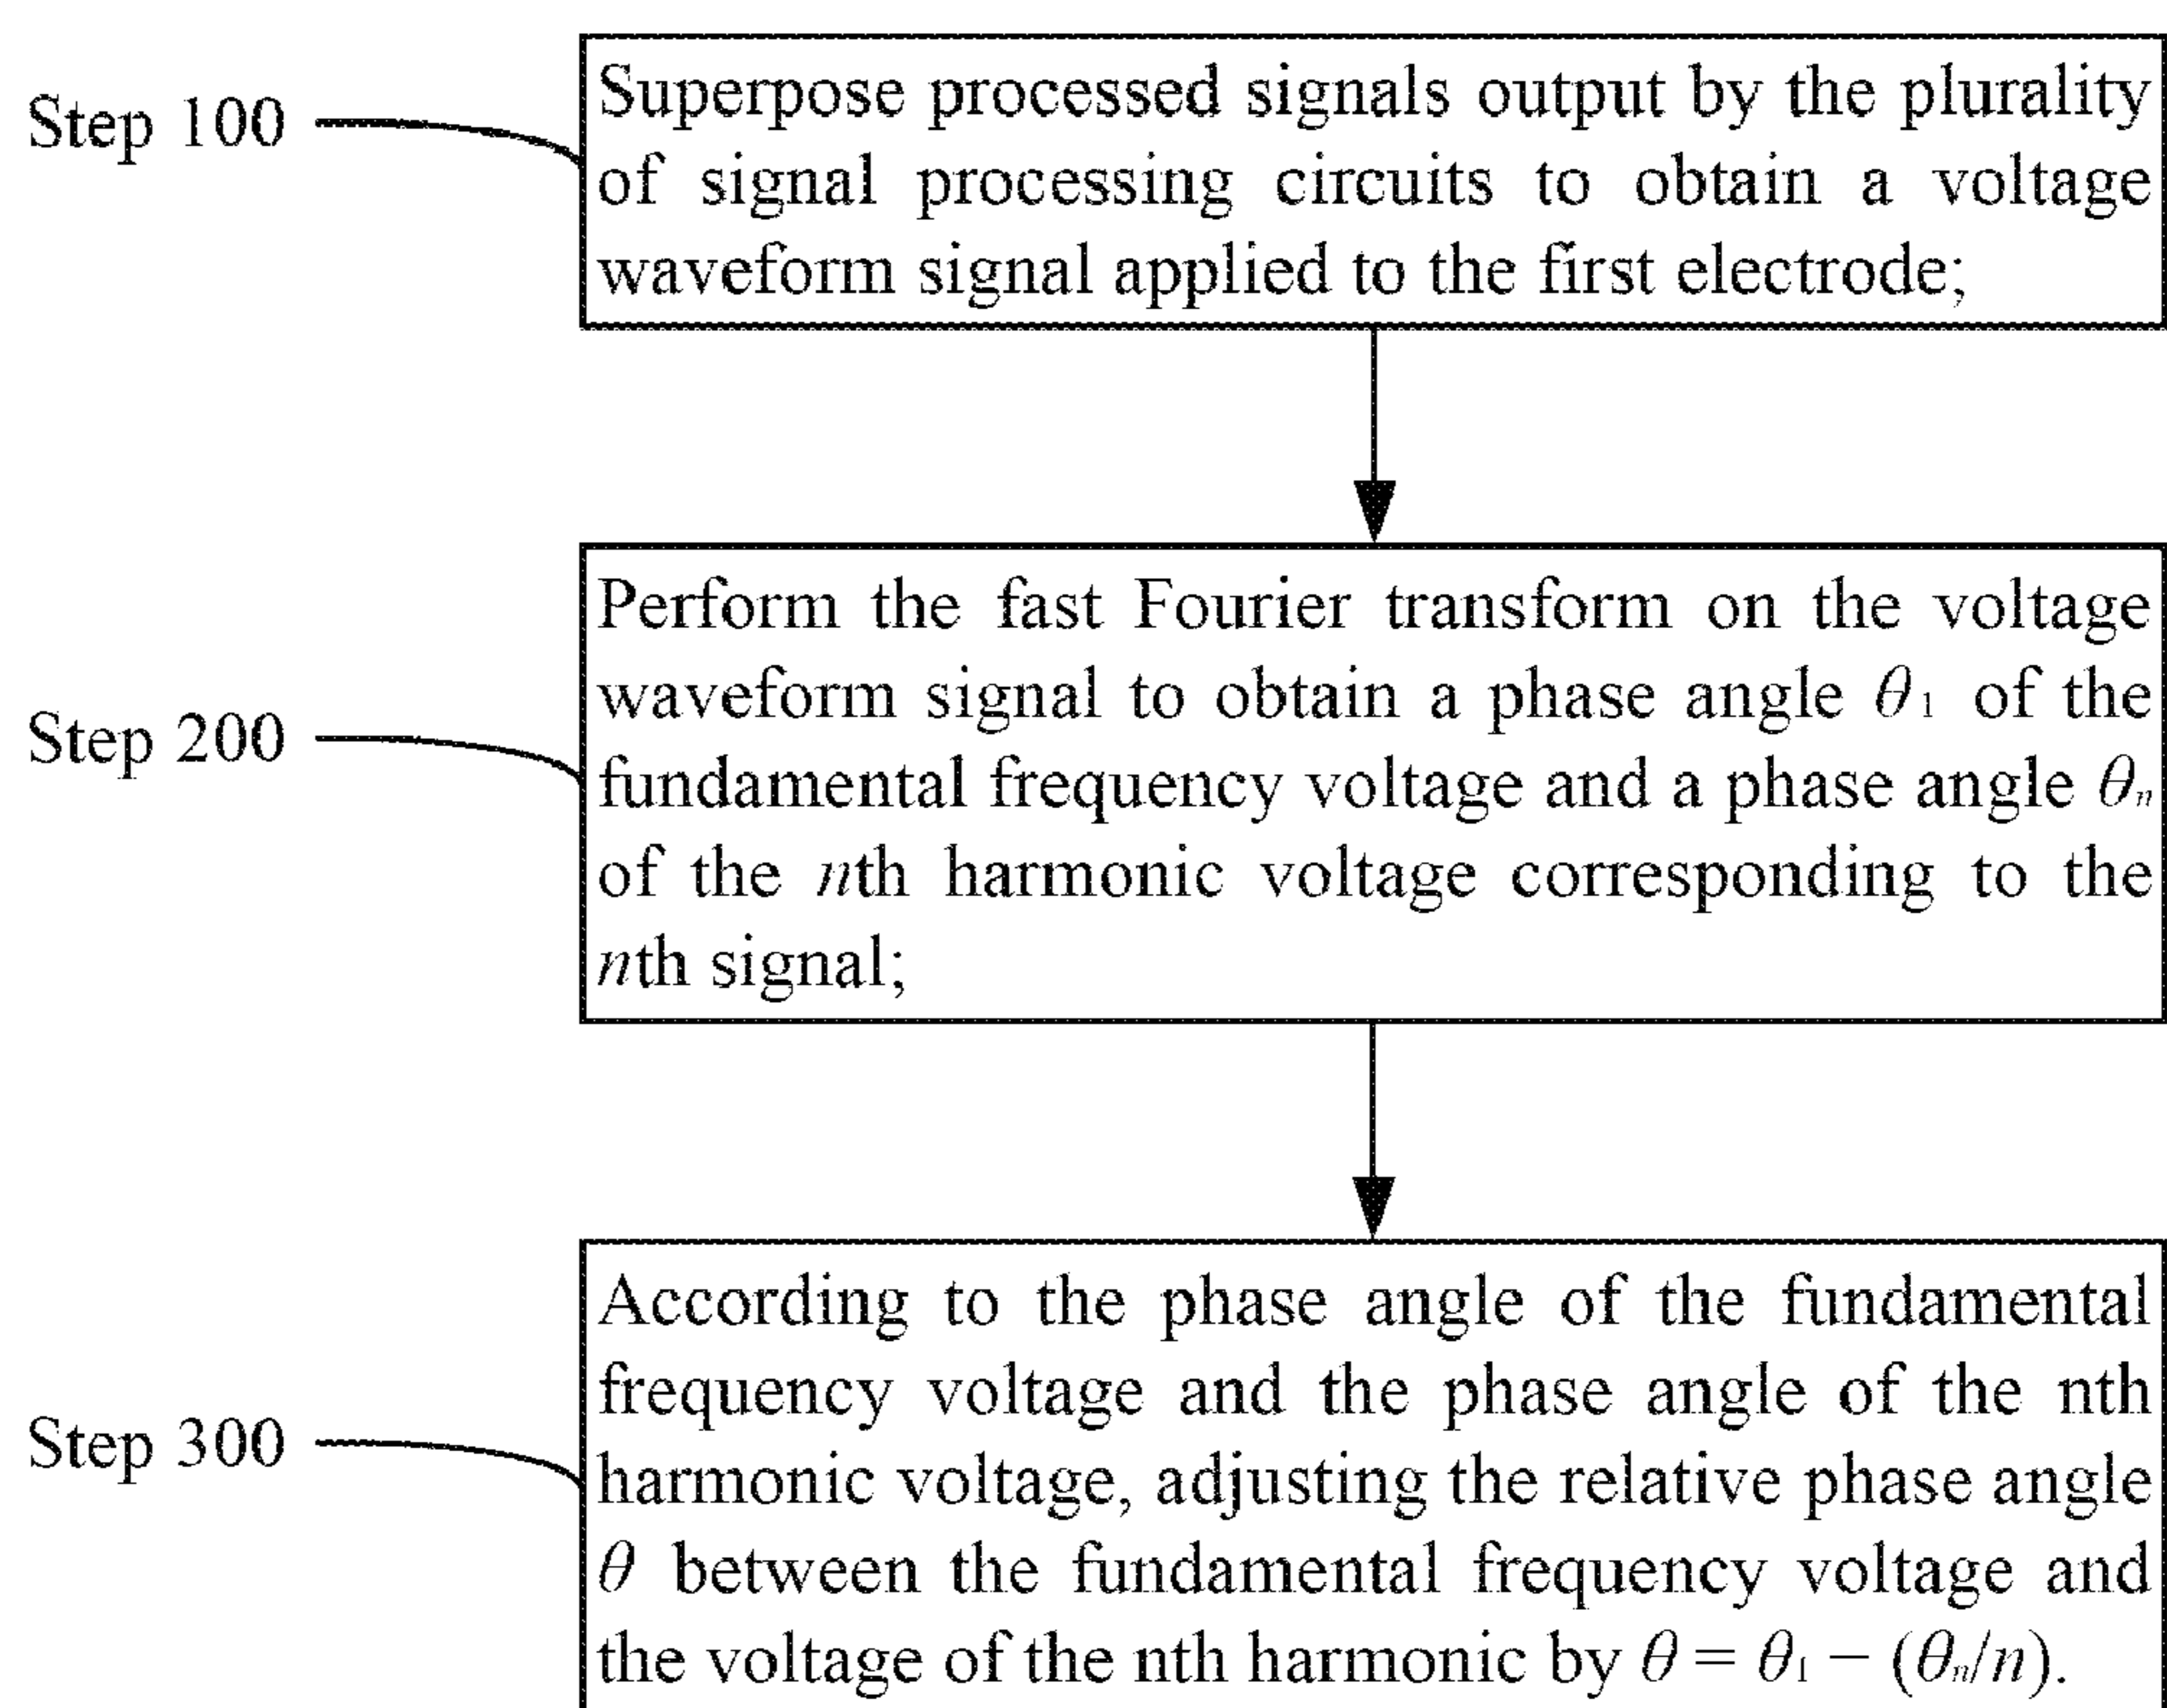 Step 100
Superpose processed signals output by the plurality
of signal processing circuits to obtain a voltage
waveform signal applied to the first electrode;
Step 200
Perform the fast Fourier transform on the voltage
waveform signal to obtain a phase angle θ₁ of the
fundamental frequency voltage and a phase angle θₙ
of the nth harmonic voltage corresponding to the
nth signal;
Step 300
According to the phase angle of the fundamental
frequency voltage and the phase angle of the nth
harmonic voltage, adjusting the relative phase angle
θ between the fundamental frequency voltage and
the voltage of the nth harmonic by θ = θ₁ − (θₙ/n).